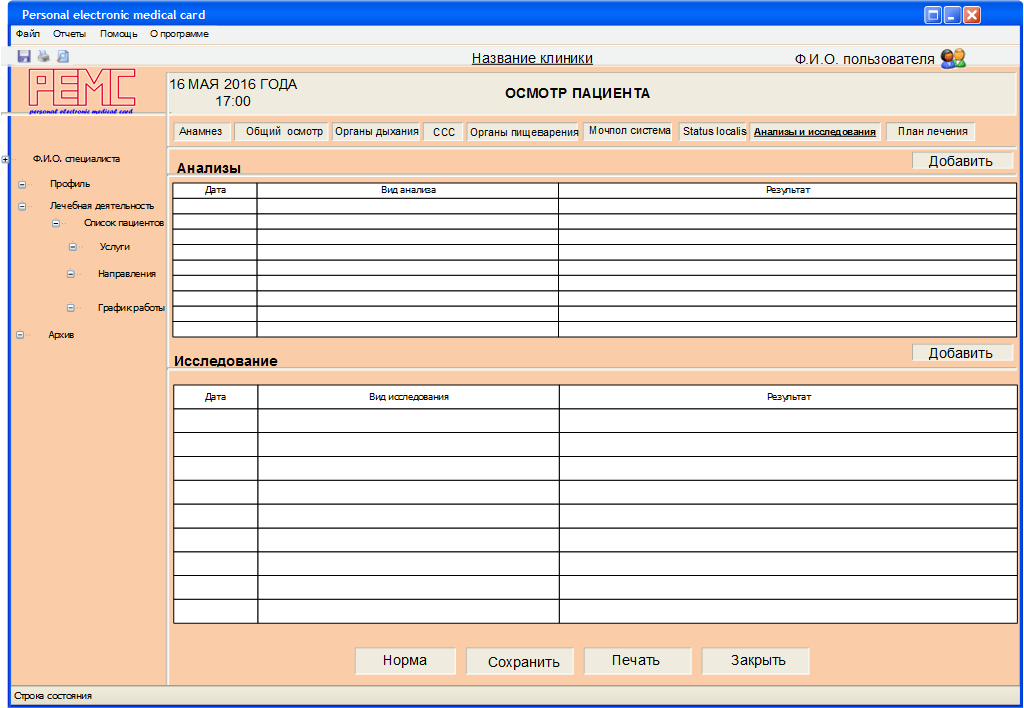 Personal electronic medical card
Файл Отчеты Помощь О программе
Название клиники
Ф.И.О. пользователя
PEMC
personal electronic medical card
16 МАЯ 2016 ГОДА
17:00
ОСМОТР ПАЦИЕНТА
Анамнез Общий осмотр Органы дыхания ССС Органы пищеварения Мочпол система Status localis Анализы и исследования План лечения
Ф.И.О. специалиста
Профиль
Лечебная деятельность
Список пациентов
Услуги
Направления
График работы
Архив
Анализы
Добавить
Дата Вид анализа Результат
Исследование
Добавить
Дата Вид исследования Результат
Норма Сохранить Печать Закрыть
Строка состояния